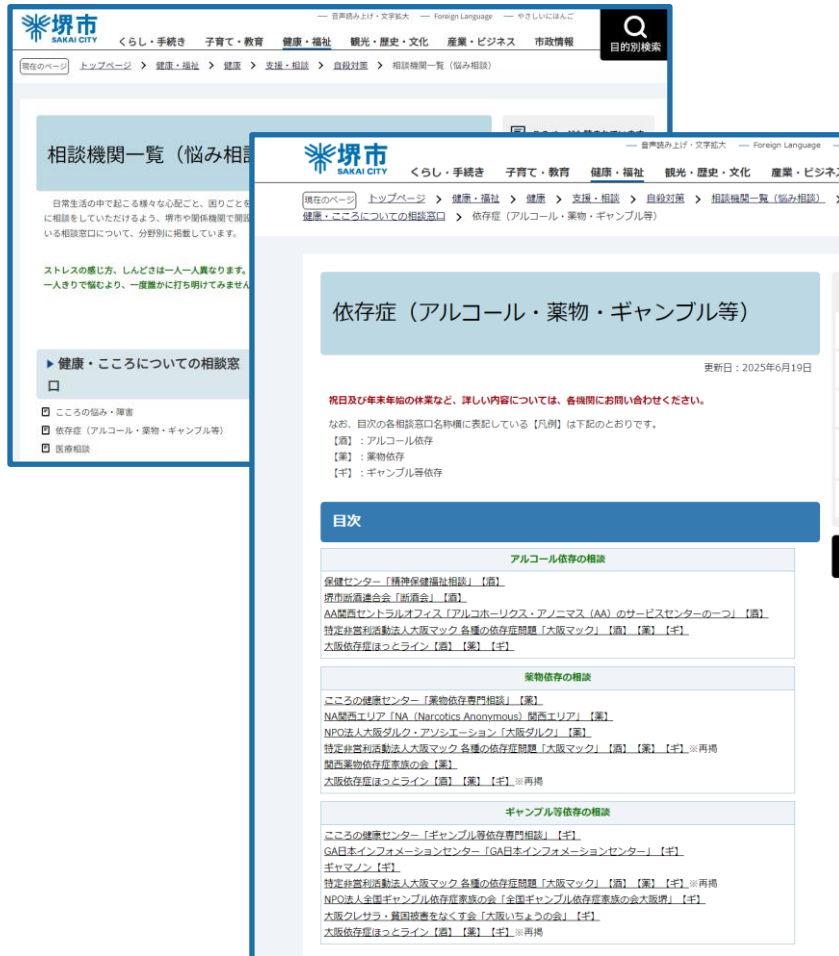 堺市
SAKAI CITY
音声読み上げ・文字拡大
Foreign Language
やさしいにほんご
くらし・手続き
子育て・教育
健康・福祉
観光・歴史・文化
産業・ビジネス
市政情報
目的別検索
現在のページ
トップページ > 健康・福祉 > 健康 > 支援・相談 > 自殺対策 > 相談機関一覧（悩み相談）
相談機関一覧（悩み相
日常生活の中で起こる様々な心配ごと、困りごとを
に相談をしていただけるよう、堺市や関係機関で開設
いる相談窓口について、分野別に掲載しています。
ストレスの感じ方、しんどさは一人一人異なります。
一人きりで悩むより、一度誰かに打ち明けてみません
健康・こころについての相談窓
口
こころの悩み・障害
依存症（アルコール・薬物・ギャンブル等）
医療相談
堺市
SAKAI CITY
音声読み上げ・文字拡大
Foreign Language
くらし・手続き
子育て・教育
健康・福祉
観光・歴史・文化
産業・ビジネス
現在のページ
トップページ > 健康・福祉 > 健康 > 支援・相談 > 自殺対策 > 相談機関一覧（悩み相談） >
健康・こころについての相談窓口 > 依存症（アルコール・薬物・ギャンブル等）
依存症（アルコール・薬物・ギャンブル等）
更新日：2025年6月19日
祝日及び年末年始の休業など、詳しい内容については、各機関にお問い合わせください。
なお、目次の各相談窓口名称横に表記している【凡例】は下記のとおりです。
【酒】：アルコール依存
【薬】：薬物依存
【ギ】：ギャンブル等依存
目次
アルコール依存の相談
保健センター「精神保健福祉相談」【酒】
堺市断酒連合会「断酒会」【酒】
AA関西セントラルオフィス「アルコホーリクス・アノニマス（AA）のサービスセンターの一つ」【酒】
特定非営利活動法人大阪マック 各種の依存症問題「大阪マック」【酒】【薬】【ギ】
大阪依存症ほっとライン【酒】【薬】【ギ】
薬物依存の相談
こころの健康センター「薬物依存専門相談」【薬】
NA関西エリア「NA（Narcotics Anonymous）関西エリア」【薬】
NPO法人大阪ダルク・アソシエーション「大阪ダルク」【薬】
特定非営利活動法人大阪マック 各種の依存症問題「大阪マック」【酒】【薬】【ギ】※再掲
関西薬物依存症家族の会【薬】
大阪依存症ほっとライン【酒】【薬】【ギ】※再掲
ギャンブル等依存の相談
こころの健康センター「ギャンブル等依存専門相談」【ギ】
GA日本インフォメーションセンター「GA日本インフォメーションセンター」【ギ】
ギャマノン【ギ】
特定非営利活動法人大阪マック 各種の依存症問題「大阪マック」【酒】【薬】【ギ】※再掲
NPO法人全国ギャンブル依存症家族の会「全国ギャンブル依存症家族の会大阪堺」【ギ】
大阪クレサラ・貧困被害をなくす会「大阪いちょうの会」【ギ】
大阪依存症ほっとライン【酒】【薬】【ギ】※再掲